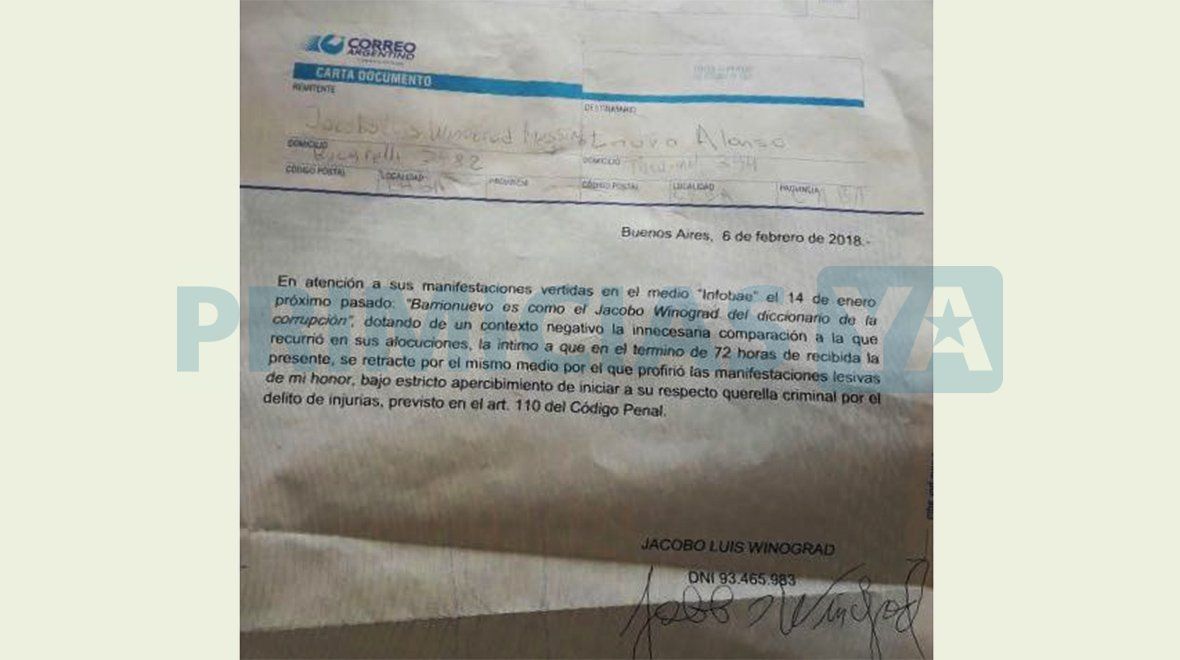 CORREO
ARGENTINO
CARTA DOCUMENTO
REMITENTE
DESTINATARIO
Winograd
Alonso
DOMICILIO
DOMICILIO
CÓDIGO POSTAL LOCALIDAD PROVINCIA CÓDIGO POSTAL LOCALIDAD PROVINCIA
Buenos Aires, 6 de febrero de 2018.-
En atención a sus manifestaciones vertidas en el medio "Infobae" el 14 de enero
próximo pasado: "Barrionuevo es como el Jacobo Winograd del diccionario de la
corrupción", dotando de un contexto negativo la innecesaria comparación a la que
recurrió en sus alocuciones, la intimo a que en el termino de 72 horas de recibida la
presente, se retracte por el mismo medio por el que profirió las manifestaciones lesivas
de mi honor, bajo estricto apercibimiento de iniciar a su respecto querella criminal por el
delito de injurias, previsto en el art. 110 del Código Penal.
PRIMICIAS YA
JACOBO LUIS WINOGRAD
DNI 93.465.983